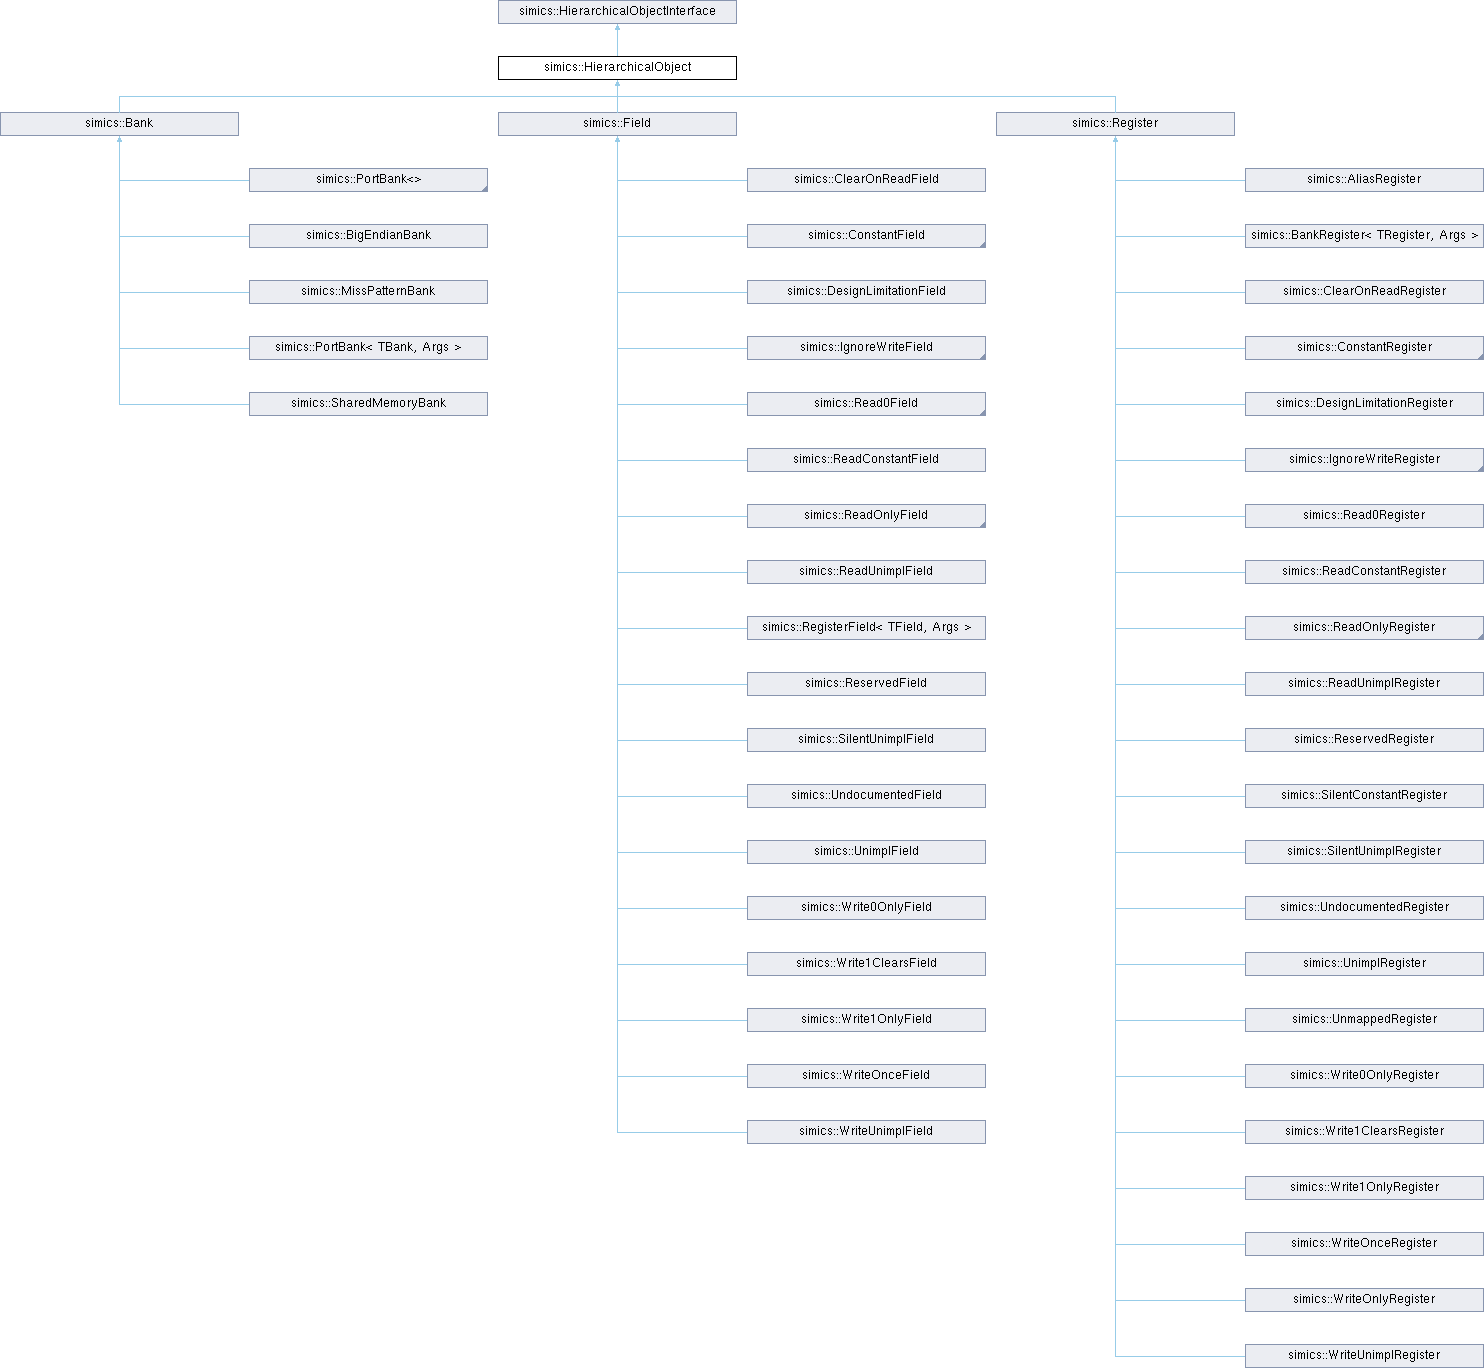 simics::HierarchicalObjectInterface
simics::HierarchicalObject
simics::Bank
simics::Field
simics::Register
simics::PortBank<>
simics::ClearOnReadField
simics::AliasRegister
simics::BigEndianBank
simics::ConstantField
simics::BankRegister< TRegister, Args >
simics::MissPatternBank
simics::DesignLimitationField
simics::ClearOnReadRegister
simics::PortBank< TBank, Args >
simics::IgnoreWriteField
simics::ConstantRegister
simics::SharedMemoryBank
simics::Read0Field
simics::DesignLimitationRegister
simics::ReadConstantField
simics::IgnoreWriteRegister
simics::ReadOnlyField
simics::Read0Register
simics::ReadUnimplField
simics::ReadConstantRegister
simics::RegisterField< TField, Args >
simics::ReadOnlyRegister
simics::ReservedField
simics::ReadUnimplRegister
simics::SilentUnimplField
simics::ReservedRegister
simics::UndocumentedField
simics::SilentConstantRegister
simics::UnimplField
simics::SilentUnimplRegister
simics::Write0OnlyField
simics::UndocumentedRegister
simics::Write1ClearsField
simics::UnimplRegister
simics::Write1OnlyField
simics::UnmappedRegister
simics::WriteOnceField
simics::Write0OnlyRegister
simics::WriteUnimplField
simics::Write1ClearsRegister
simics::Write1OnlyRegister
simics::WriteOnceRegister
simics::WriteOnlyRegister
simics::WriteUnimplRegister